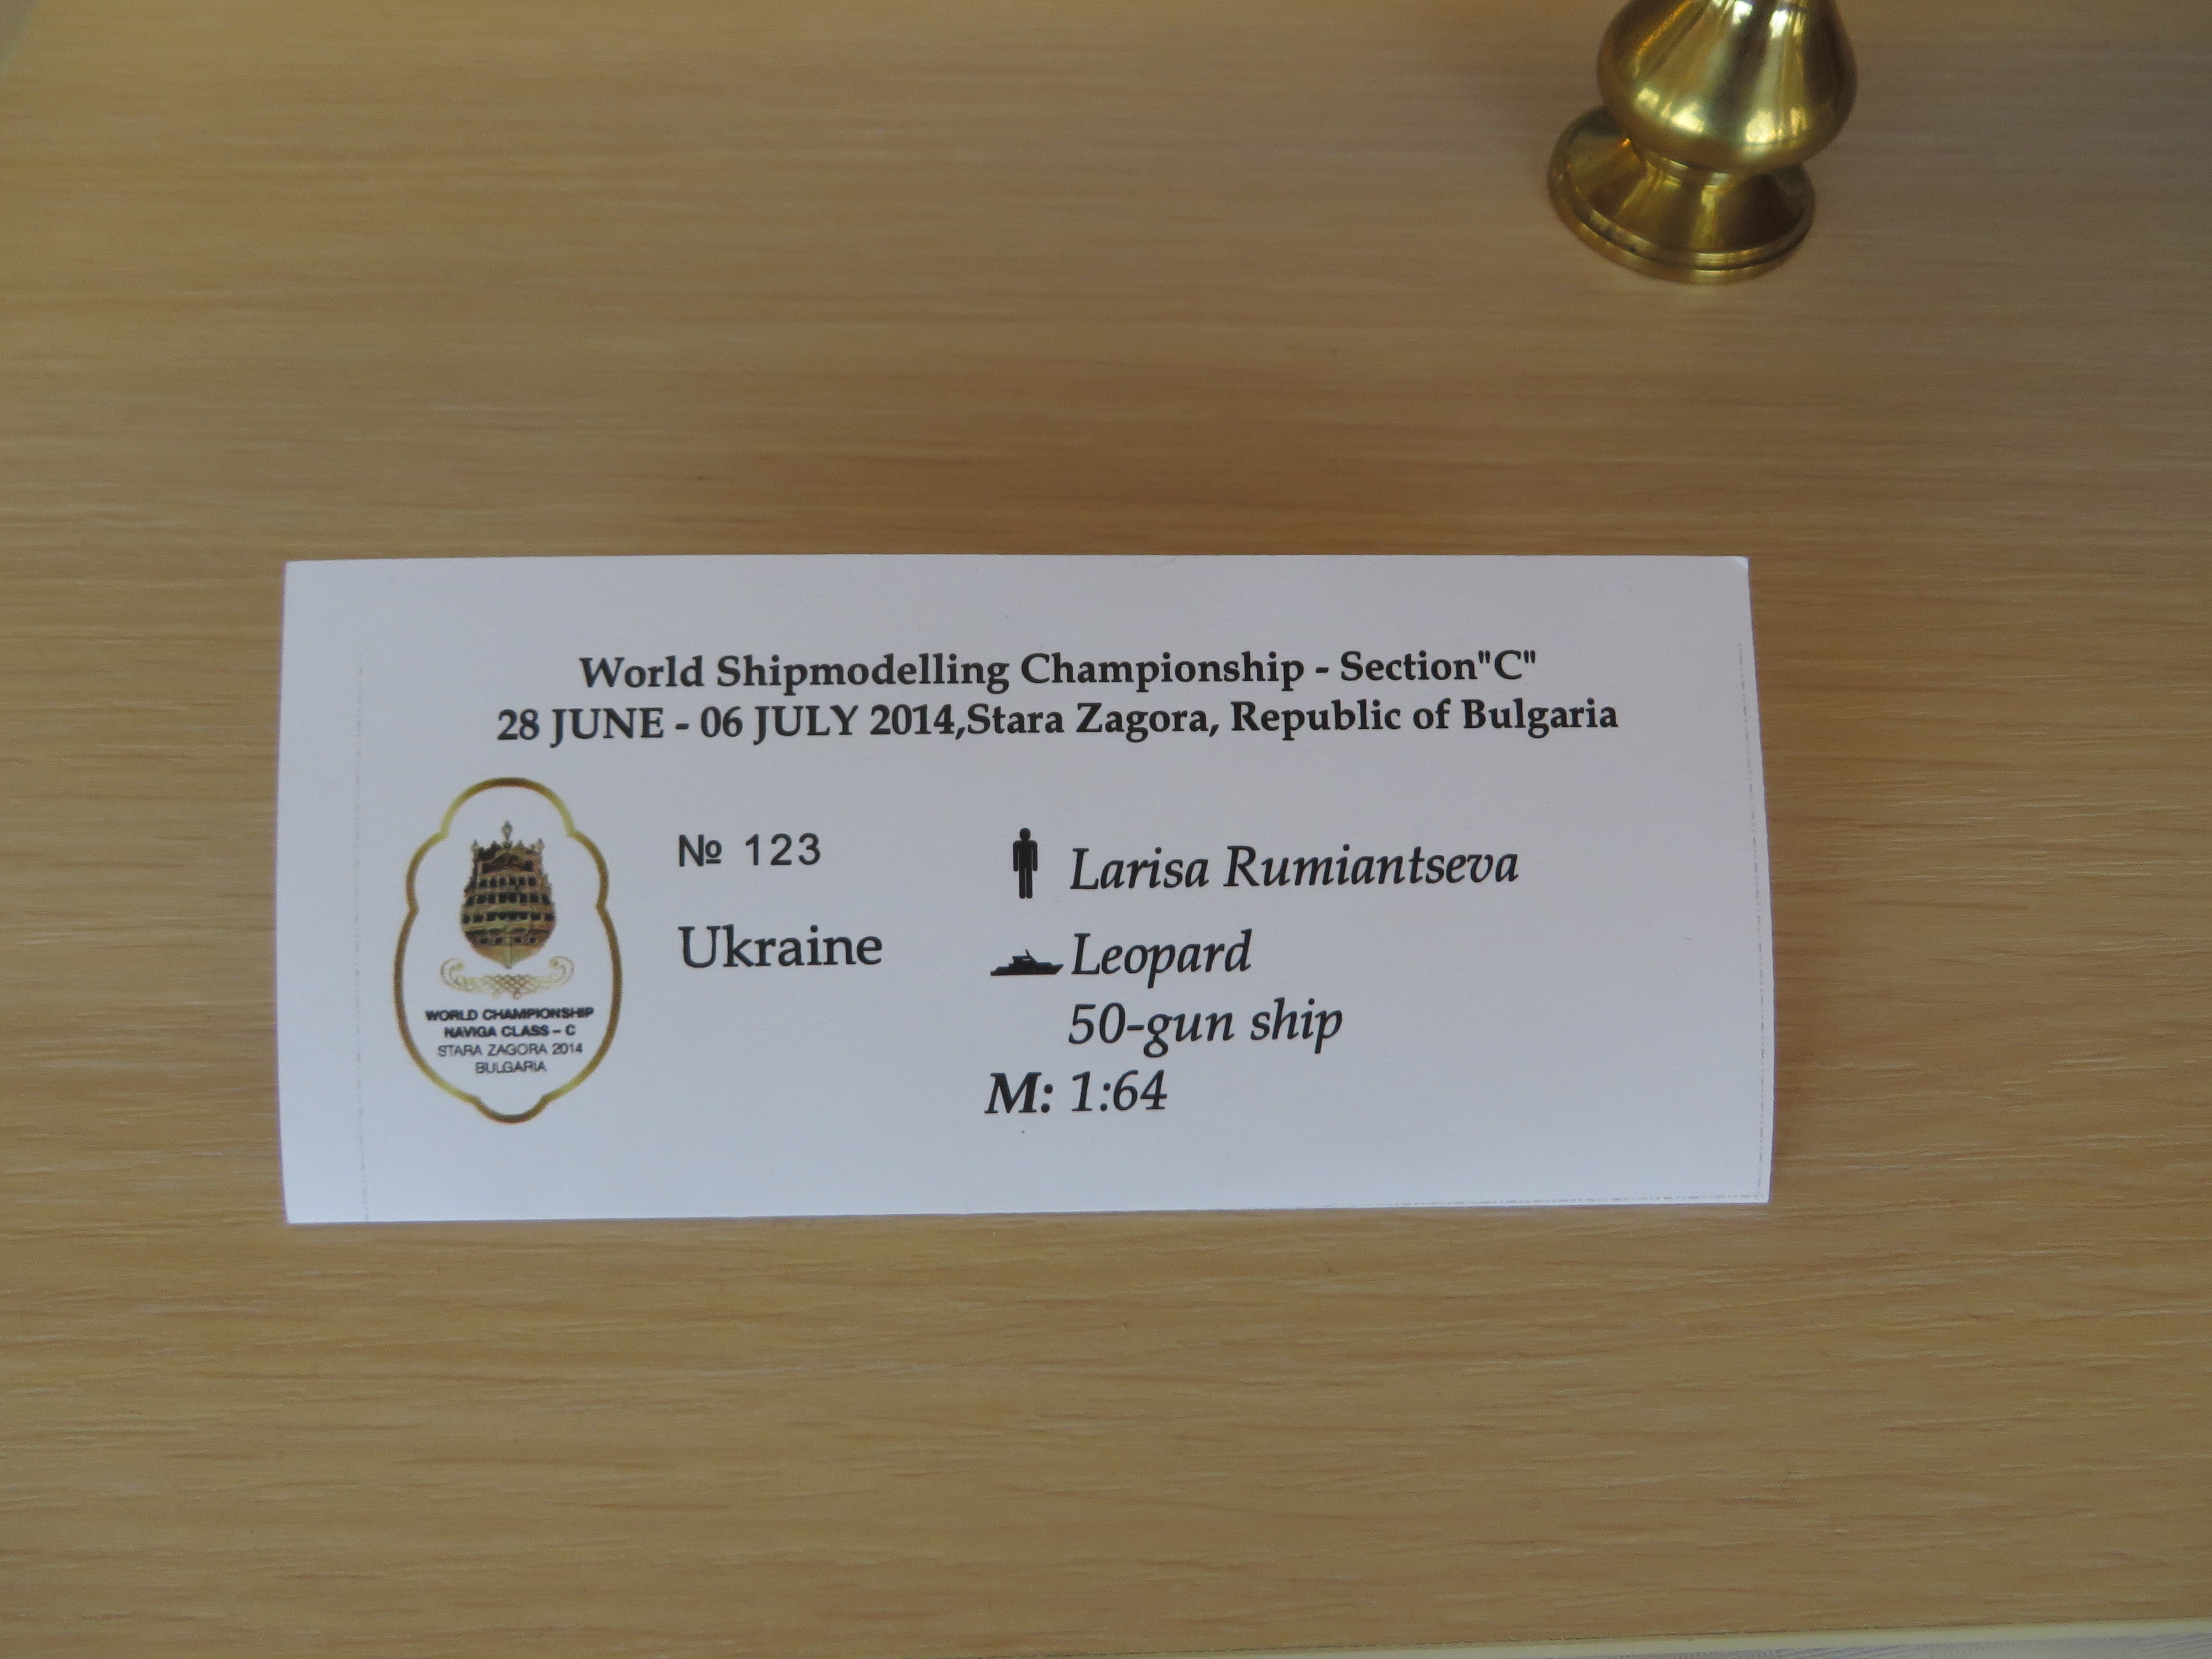 World Shipmodelling Championship - Section"C"
28 JUNE - 06 JULY 2014,Stara Zagora, Republic of Bulgaria
№ 123
Ukraine
Larisa Rumiantseva
Leopard
50-gun ship
M: 1:64
WORLD CHAMPIONSHIP
NAVIGA CLASS – C
STARA ZAGORA 2014
BULGARIA